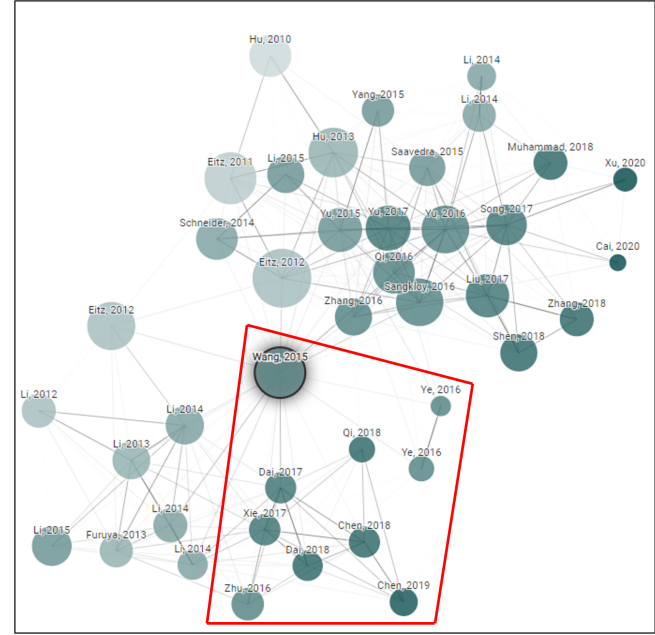 Hu, 2010
Li, 2014
Yang, 2015
Li, 2014
Hu, 2013
Muhammad, 2018
Saavedra, 2015
Eitz, 2011
Li, 2015
Xu, 2020
Schneider, 2014
Yu, 2015
Yu, 2017
Yu, 2016
Song, 2017
Cai, 2020
Qi, 2016
Eitz, 2012
Sangkloy, 2016
Liu, 2017
Zhang, 2016
Zhang, 2018
Eitz, 2012
Shen, 2018
Wang, 2015
Ye, 2016
Li, 2012
Li, 2014
Qi, 2018
Li, 2013
Ye, 2016
Dai, 2017
Li, 2014
Xie, 2017
Chen, 2018
Li, 2015
Furuya, 2013
Li, 2014
Dai, 2018
Zhu, 2016
Chen, 2019